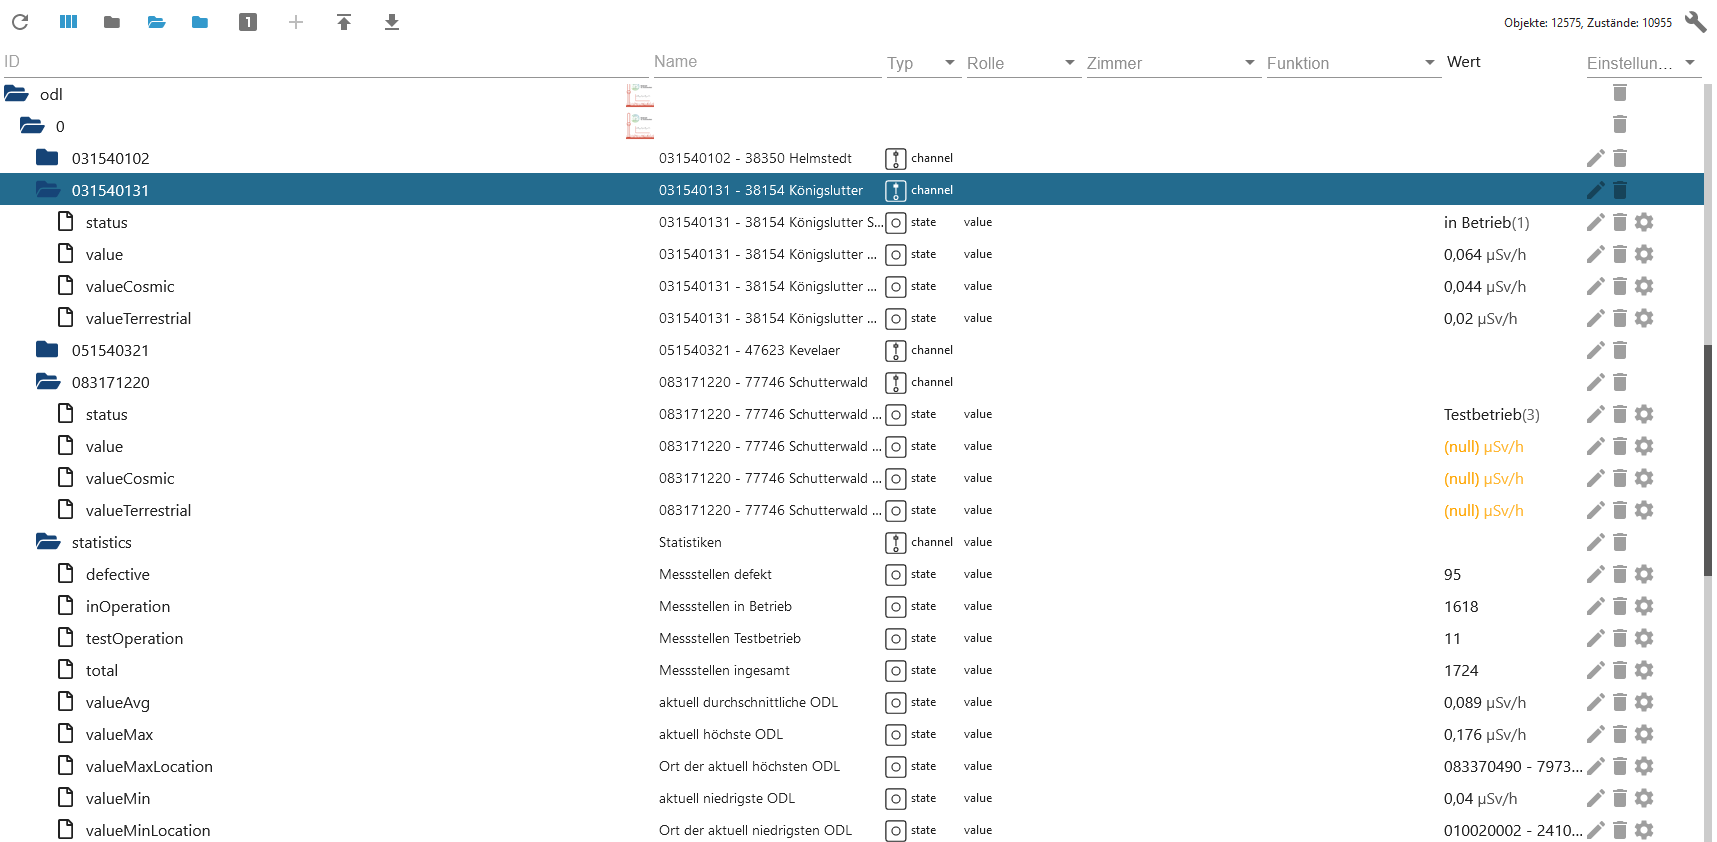 1
Objekte: 12575, Zustände: 10955
ID Name Typ Rolle Zimmer Funktion Wert Einstellun...
odl
0
031540102 031540102 - 38350 Helmstedt channel
031540131 031540131 - 38154 Königslutter channel
status 031540131 - 38154 Königslutter S... state value in Betrieb(1)
value 031540131 - 38154 Königslutter ... state value 0,064 µSv/h
valueCosmic 031540131 - 38154 Königslutter ... state value 0,044 µSv/h
valueTerrestrial 031540131 - 38154 Königslutter ... state value 0,02 µSv/h
051540321 051540321 - 47623 Kevelaer channel
083171220 083171220 - 77746 Schutterwald channel
status 083171220 - 77746 Schutterwald ... state value Testbetrieb(3)
value 083171220 - 77746 Schutterwald ... state value (null) µSv/h
valueCosmic 083171220 - 77746 Schutterwald ... state value (null) µSv/h
valueTerrestrial 083171220 - 77746 Schutterwald ... state value (null) µSv/h
statistics Statistiken channel value
defective Messstellen defekt state value 95
inOperation Messstellen in Betrieb state value 1618
testOperation Messstellen Testbetrieb state value 11
total Messstellen ingesamt state value 1724
valueAvg aktuell durchschnittliche ODL state value 0,089 µSv/h
valueMax aktuell höchste ODL state value 0,176 µSv/h
valueMaxLocation Ort der aktuell höchsten ODL state value 083370490 - 7973...
valueMin aktuell niedrigste ODL state value 0,04 µSv/h
valueMinLocation Ort der aktuell niedrigsten ODL state value 010020002 - 2410...